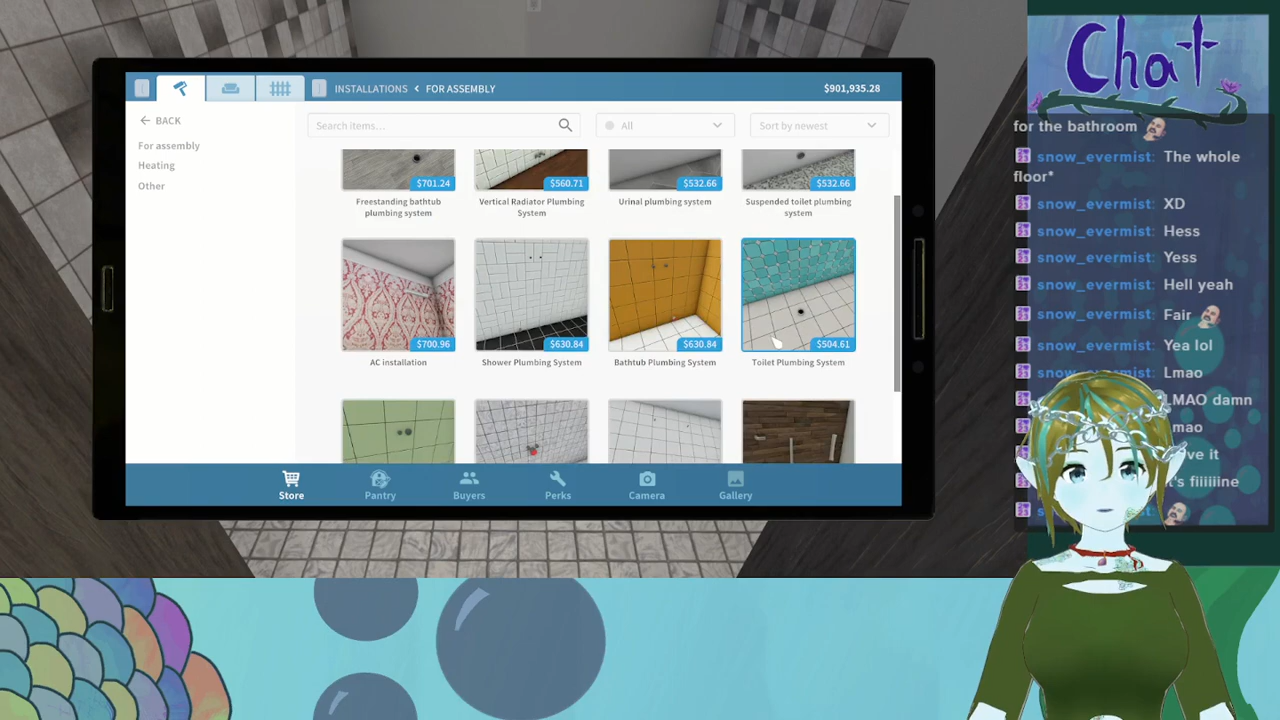 INSTALLATIONS < FOR ASSEMBLY
$901,935.28
BACK
For assembly
Heating
Other
Search items...
All
Sort by newest
$701.24
$560.71
$532.66
$532.66
Freestanding bathtub
plumbing system
Vertical Radiator Plumbing
System
Urinal plumbing system
Suspended toilet plumbing
system
$700.96
$630.84
$630.84
$504.61
AC installation
Shower Plumbing System
Bathtub Plumbing System
Toilet Plumbing System
Store
Pantry
Buyers
Perks
Camera
Gallery
Chat
for the bathroom
snow_evermist: The whole
floor*
snow_evermist: XD
snow_evermist: Hess
snow_evermist: Yess
snow_evermist: Hell yeah
snow_evermist: Fair
snow_evermist: Yea lol
snow_evermist: Lmao
LMAO damn